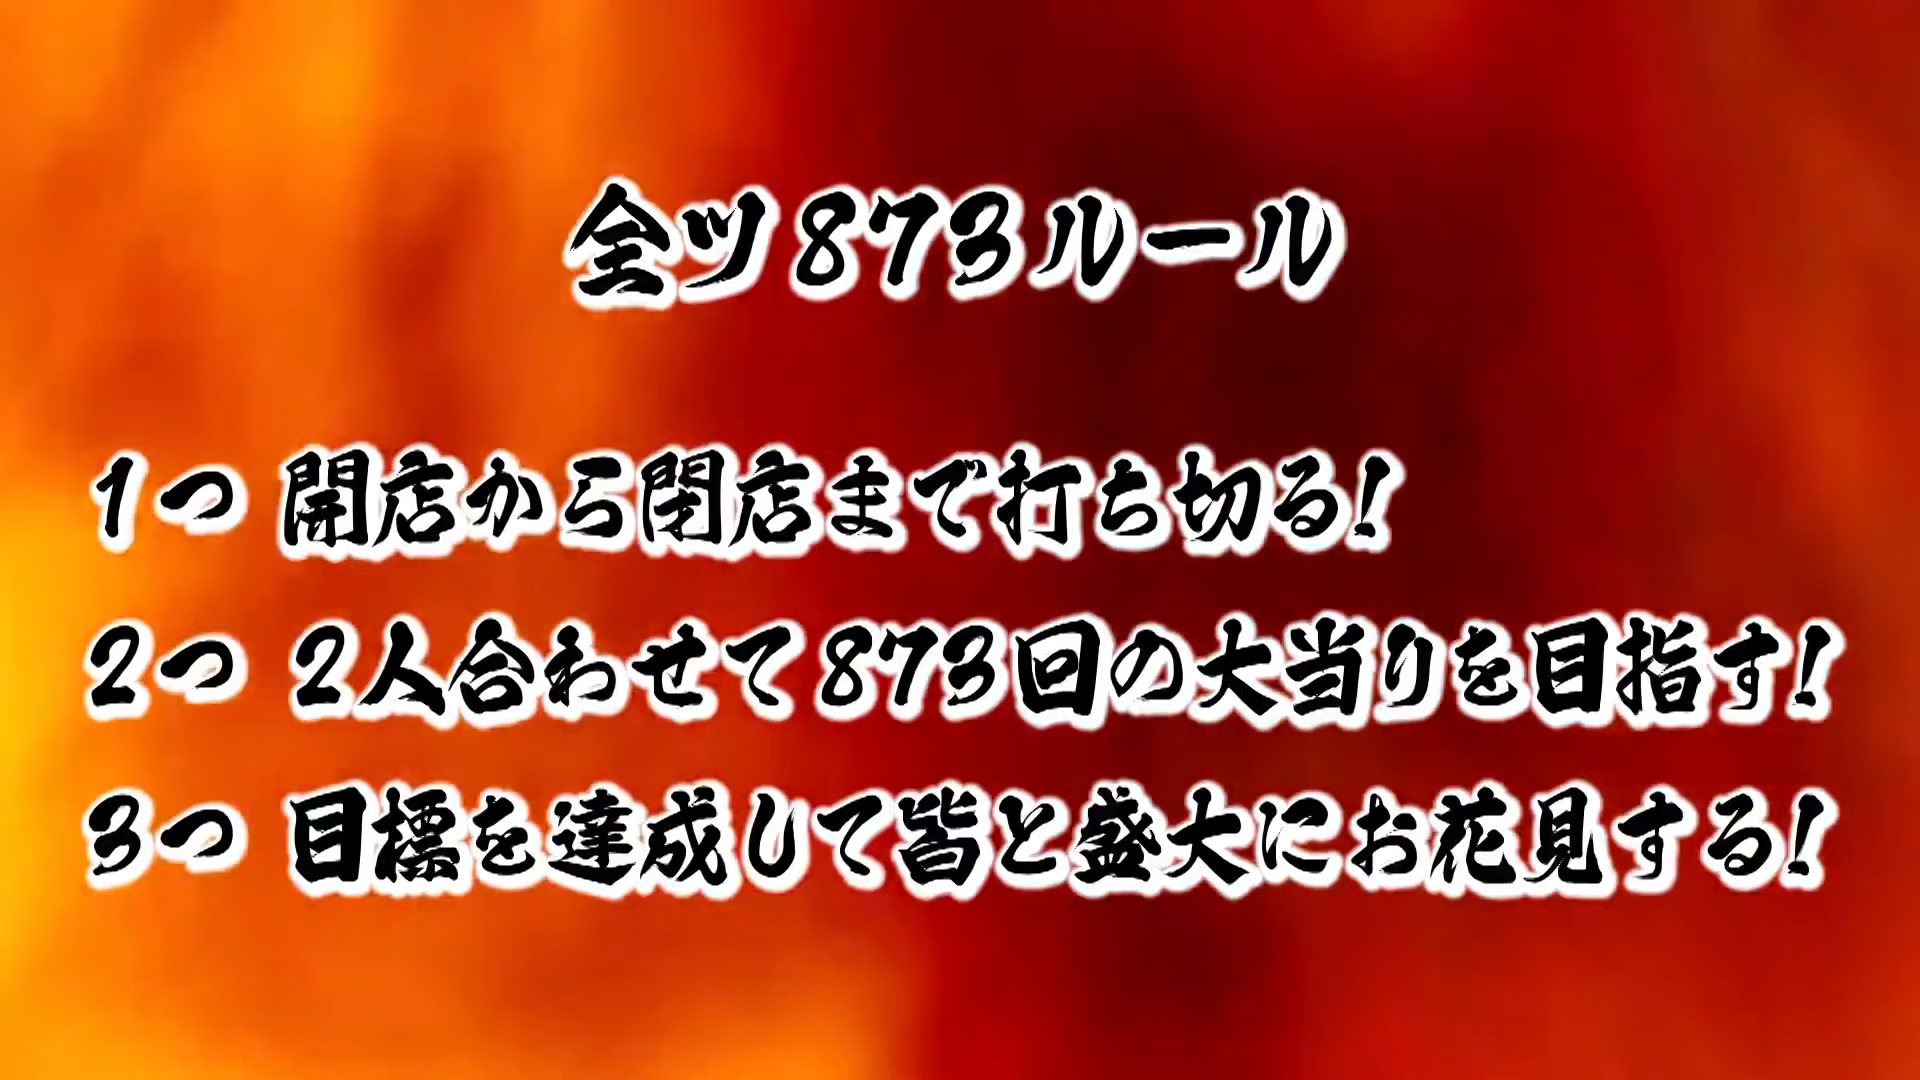 全ツ873ルール
1つ 開店から閉店まで打ち切る!
2つ 2人合わせて873回の大当りを目指す!
3つ 目標を達成して皆と盛大にお花見する!